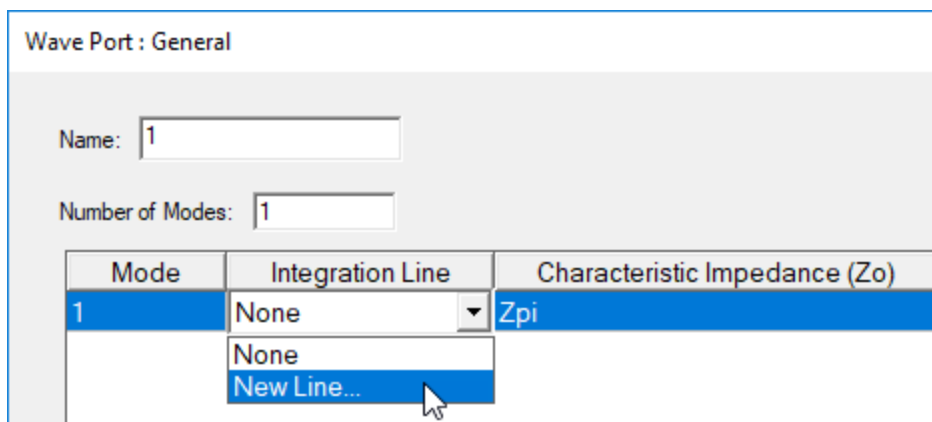 Wave Port : General
Name: 1
Number of Modes: 1
Mode Integration Line Characteristic Impedance (Zo)
1 None Zpi
None
New Line...